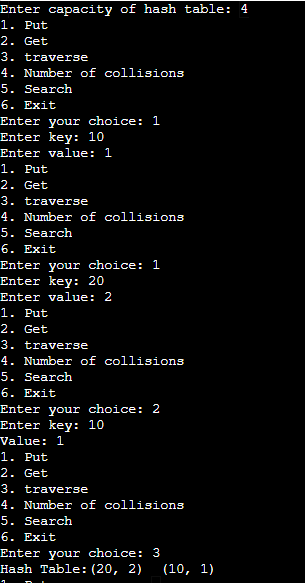 Enter capacity of hash table: 4
1. Put
2. Get
3. traverse
4. Number of collisions
5. Search
6. Exit
Enter your choice: 1
Enter key: 10
Enter value: 1
1. Put
2. Get
3. traverse
4. Number of collisions
5. Search
6. Exit
Enter your choice: 1
Enter key: 20
Enter value: 2
1. Put
2. Get
3. traverse
4. Number of collisions
5. Search
6. Exit
Enter your choice: 2
Enter key: 10
Value: 1
1. Put
2. Get
3. traverse
4. Number of collisions
5. Search
6. Exit
Enter your choice: 3
Hash Table:(20, 2)  (10, 1)